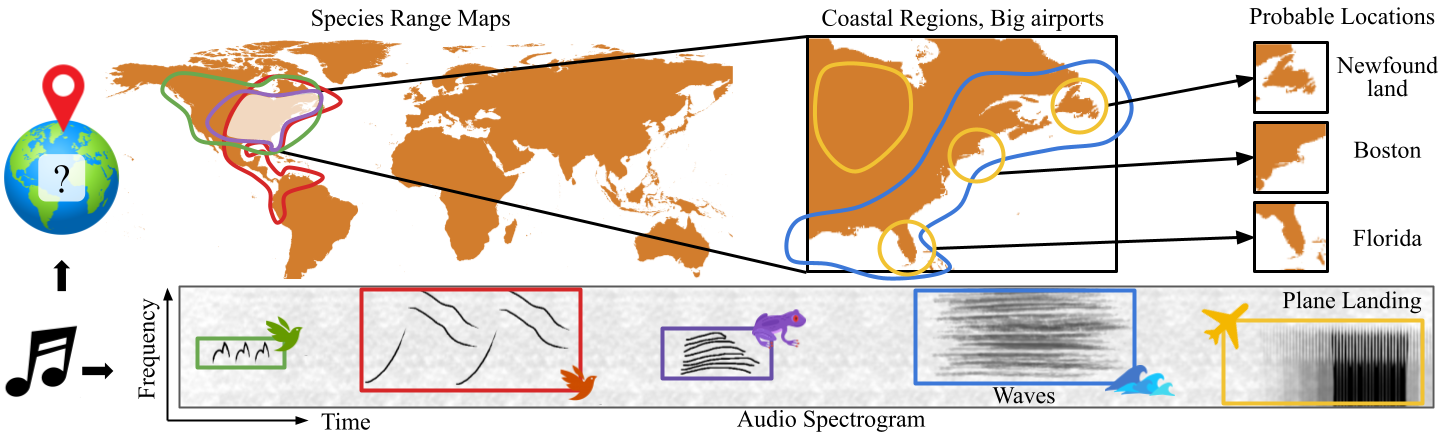 Species Range Maps
Coastal Regions, Big airports
Probable Locations
Newfound
land
Boston
Florida
?
Frequency
Time
Audio Spectrogram
Waves
Plane Landing